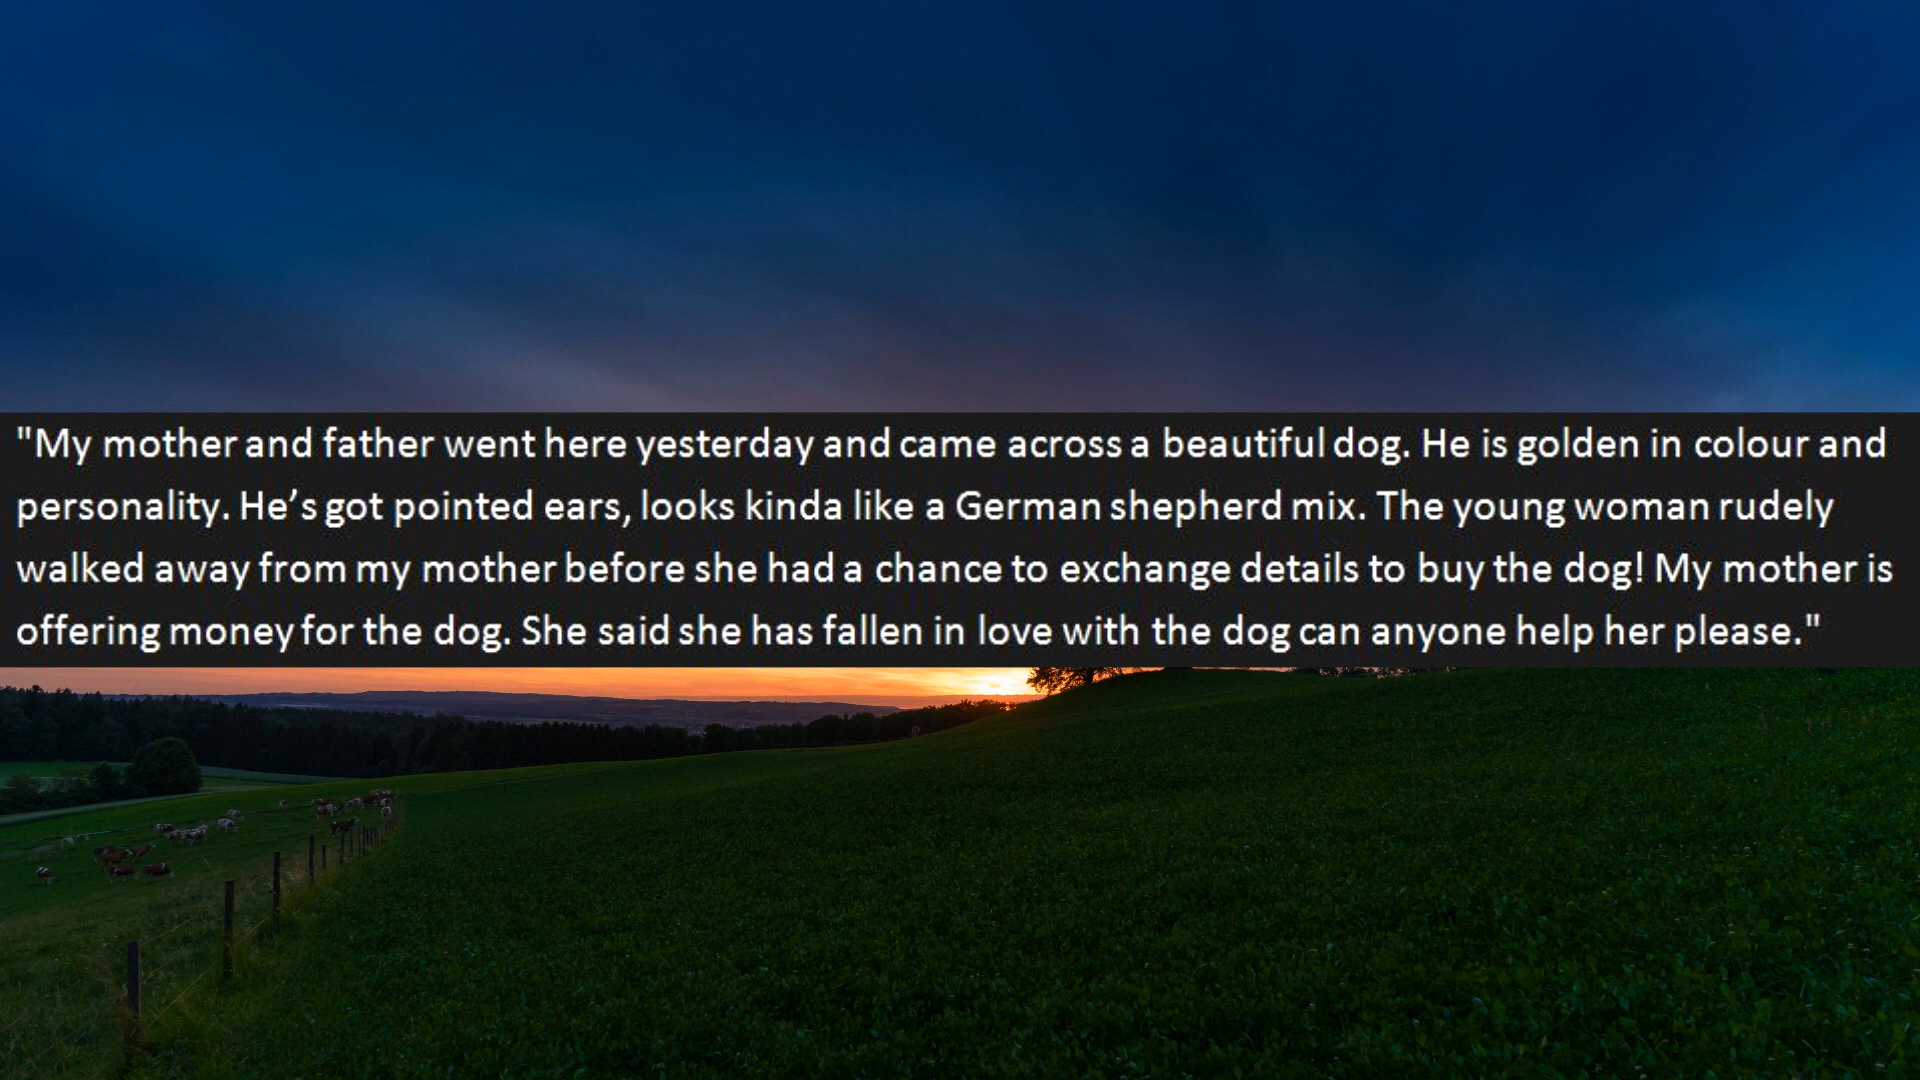 "My mother and father went here yesterday and came across a beautiful dog. He is golden in colour and
personality. He’s got pointed ears, looks kinda like a German shepherd mix. The young woman rudely
walked away from my mother before she had a chance to exchange details to buy the dog! My mother is
offering money for the dog. She said she has fallen in love with the dog can anyone help her please."